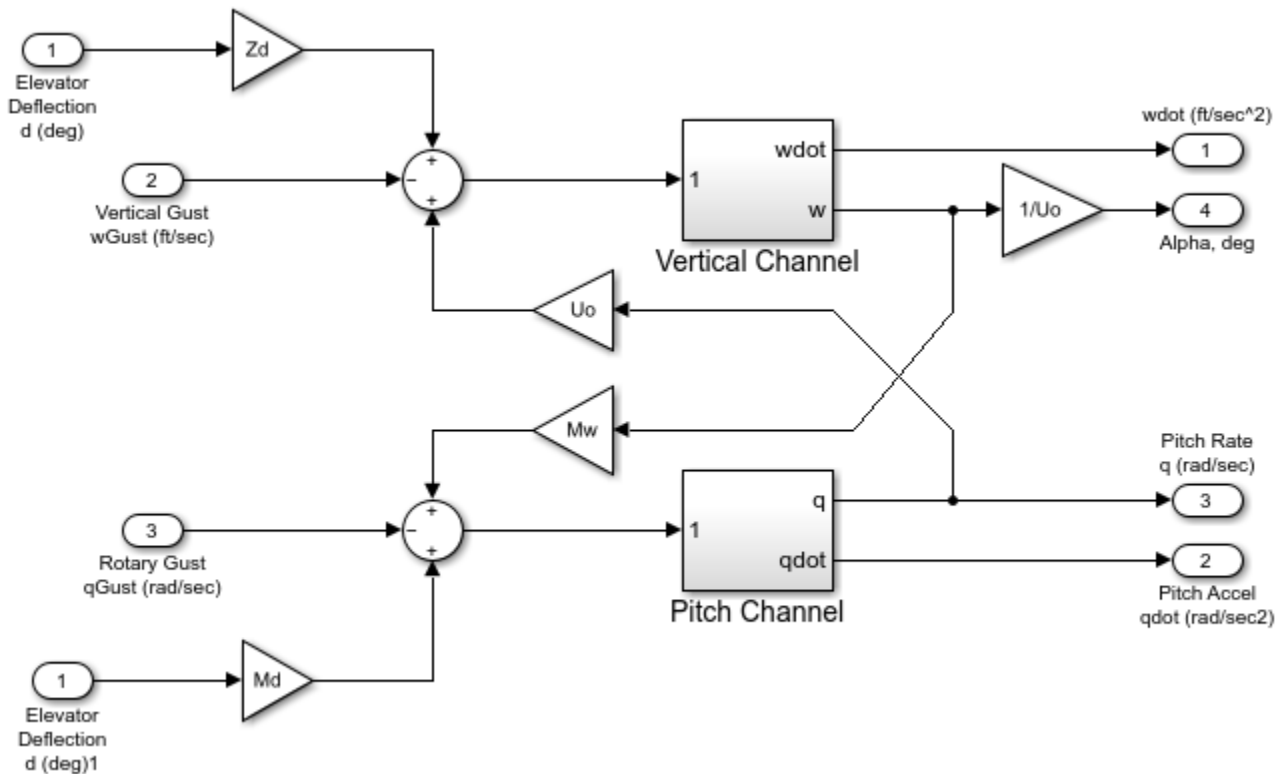 1
Zd
Elevator
Deflection
d (deg)
+
−
+
2
Vertical Gust
wGust (ft/sec)
1
wdot
w
Vertical Channel
wdot (ft/sec^2)
1
1/Uo
4
Alpha, deg
Uo
Mw
+
−
+
3
Rotary Gust
qGust (rad/sec)
1
q
qdot
Pitch Channel
Pitch Rate
q (rad/sec)
3
2
Pitch Accel
qdot (rad/sec2)
1
Md
Elevator
Deflection
d (deg)1